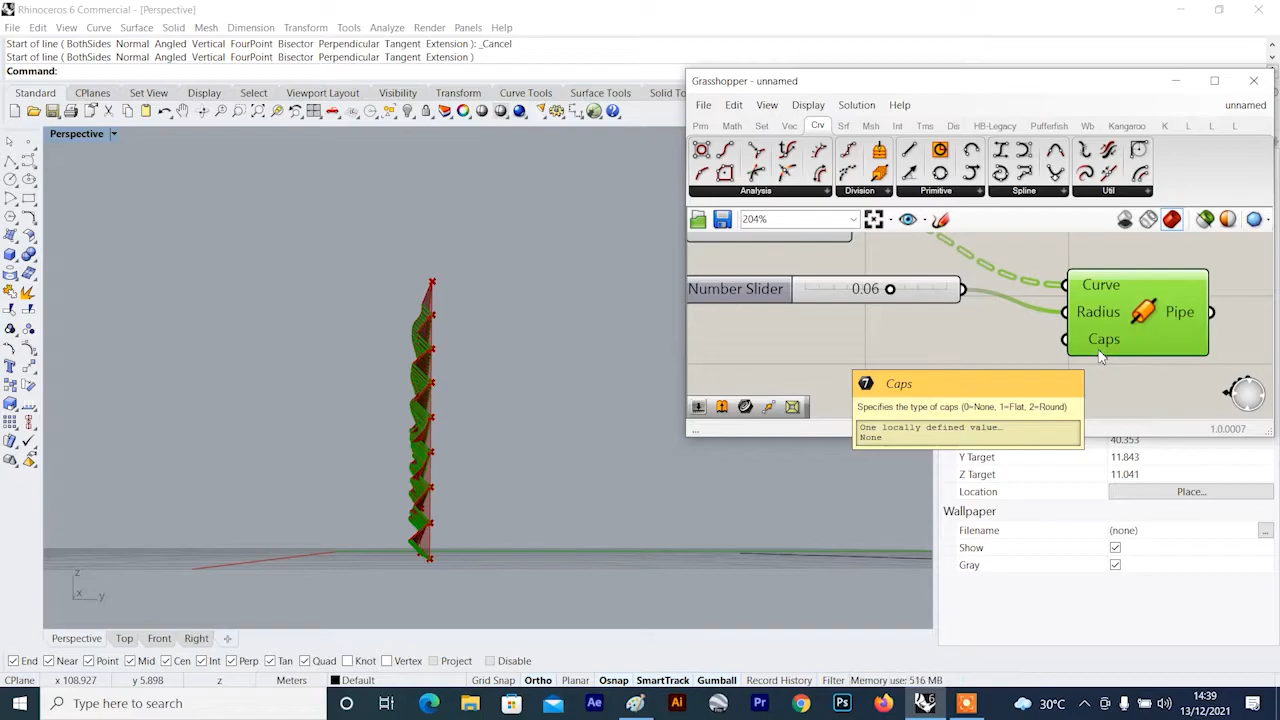 Rhinoceros 6 Commercial - [Perspective]
File Edit View Curve Surface Solid Mesh Dimension Transform Tools Analyze Render Panels Help
Start of line ( BothSides Normal Angled Vertical FourPoint Bisector Perpendicular Tangent Extension ): _Cancel
Start of line ( BothSides Normal Angled Vertical FourPoint Bisector Perpendicular Tangent Extension )
Command:
Standard CPlanes Set View Display Select Viewport Layout Visibility Transform Curve Tools Surface Tools Solid To
Perspective
Grasshopper - unnamed
File Edit View Display Solution Help unnamed
Prm Math Set Vec Crv Srf Msh Int Trns Dis HB-Legacy Pufferfish Wb Kangaroo K L L L
Analysis Division Primitive Spline Util
204%
Number Slider 0.06
Curve
Radius Pipe
Caps
7 Caps
Specifies the type of caps (0=None, 1=Flat, 2=Round)
One locally defined value…
None
... 1.0.0007
40.353
Y Target 11.843
Z Target 11.041
Location Place...
Wallpaper
Filename (none) ...
Show
Gray
z
x y
Perspective Top Front Right
End Near Point Mid Cen Int Perp Tan Quad Knot Vertex Project Disable
CPlane x 108.927 y 5.898 z Meters Default Grid Snap Ortho Planar Osnap SmartTrack Gumball Record History Filter Memory use: 516 MB
Type here to search
30°C
14:39
13/12/2021